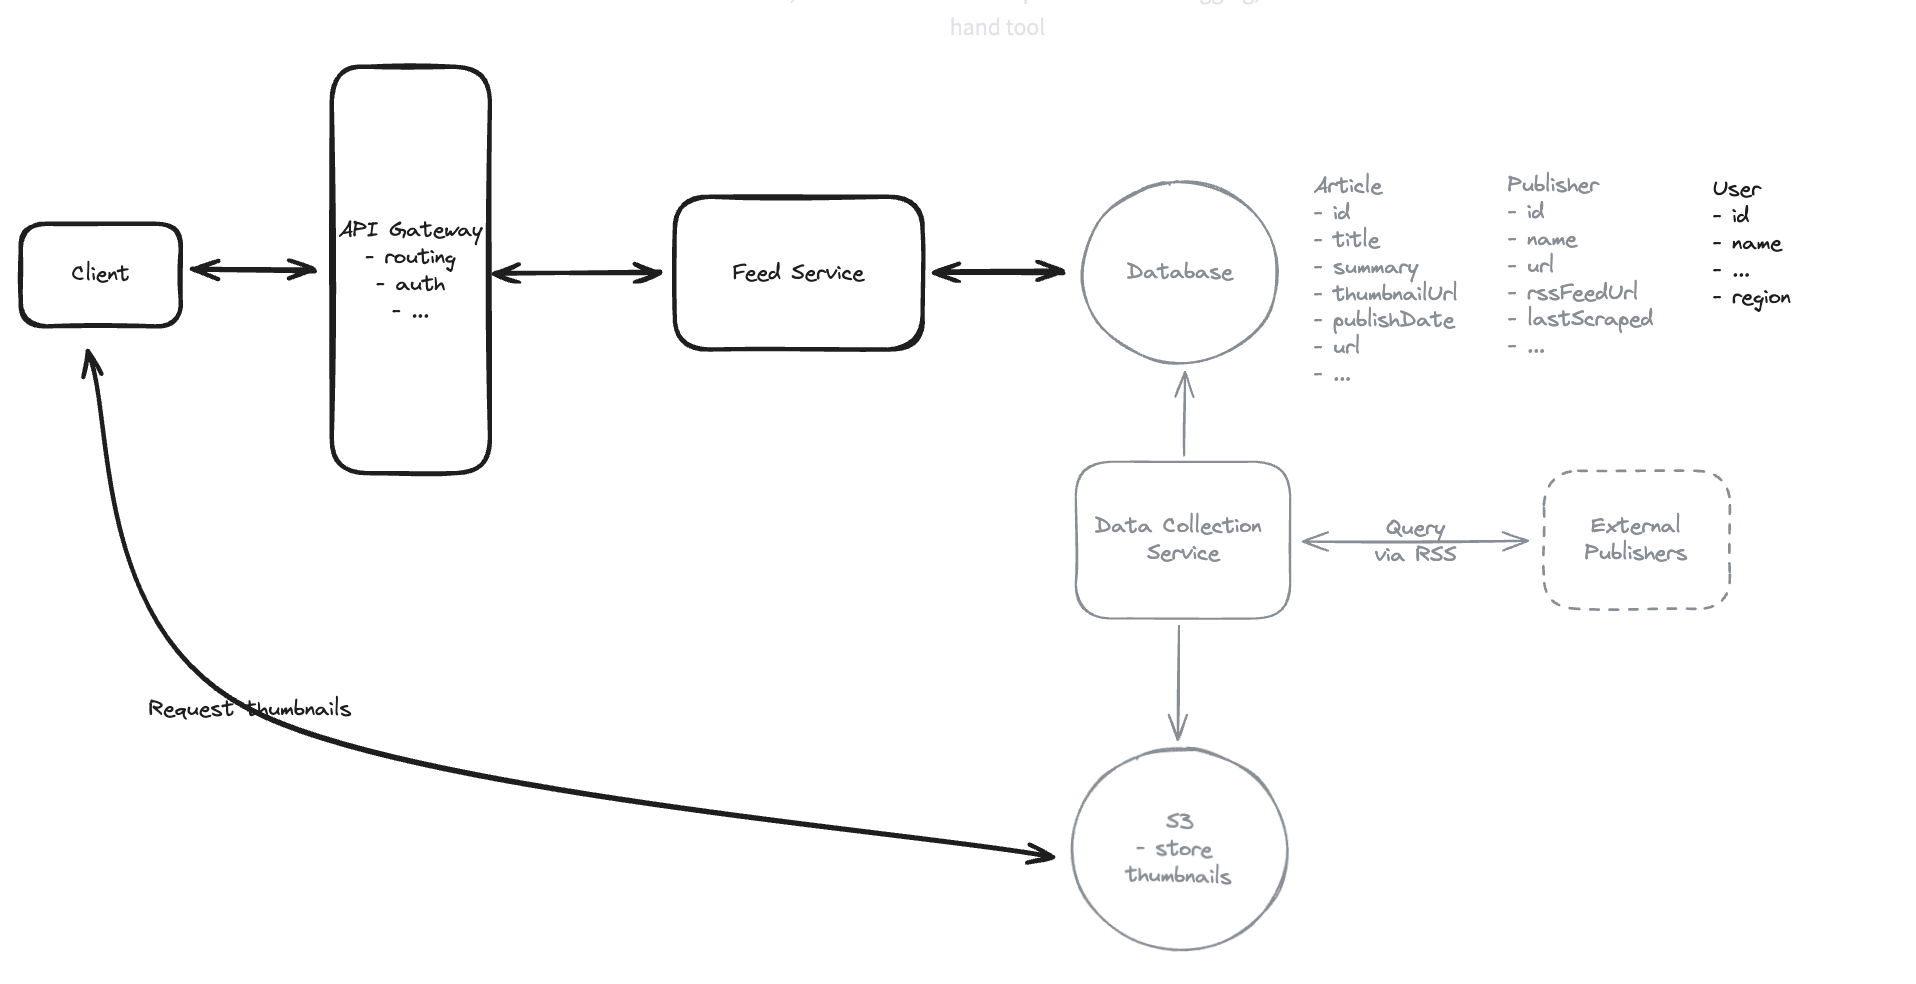 hand tool
Client
API Gateway
- routing
- auth
- ...
Feed Service
Database
Article
- id
- title
- summary
- thumbnailUrl
- publishDate
- url
- ...
Publisher
- id
- name
- url
- rssFeedUrl
- lastScraped
- ...
User
- id
- name
- ...
- region
Data Collection
Service
Query
via RSS
External
Publishers
Request thumbnails
S3
- store
thumbnails